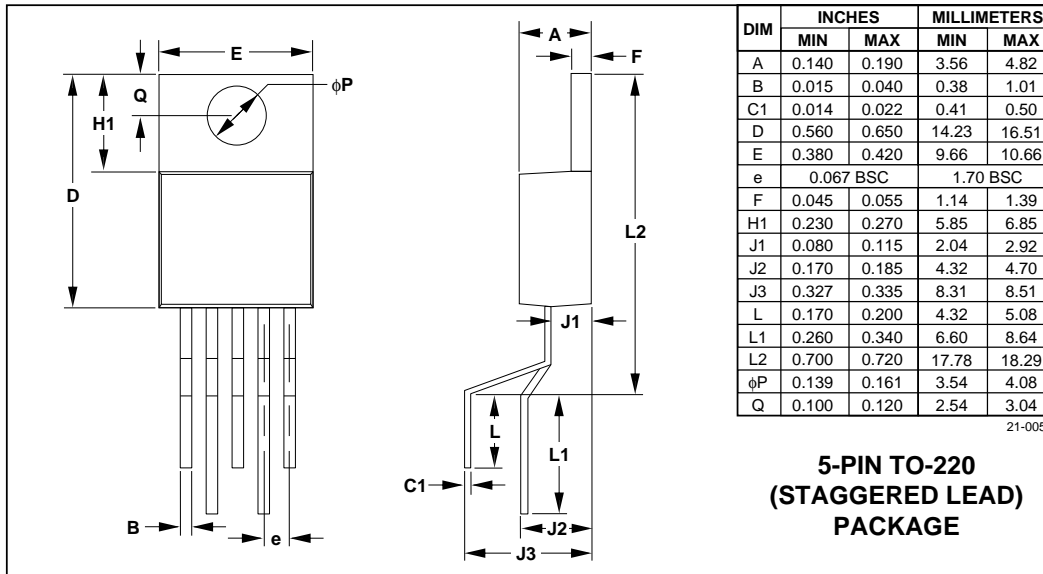 E
Q
H1
D
ϕP
B
e
A
F
L2
J1
L
L1
C1
J2
J3
DIM INCHES MILLIMETERS
MIN MAX MIN MAX
A 0.140 0.190 3.56 4.82
B 0.015 0.040 0.38 1.01
C1 0.014 0.022 0.41 0.50
D 0.560 0.650 14.23 16.51
E 0.380 0.420 9.66 10.66
e 0.067 BSC 1.70 BSC
F 0.045 0.055 1.14 1.39
H1 0.230 0.270 5.85 6.85
J1 0.080 0.115 2.04 2.92
J2 0.170 0.185 4.32 4.70
J3 0.327 0.335 8.31 8.51
L 0.170 0.200 4.32 5.08
L1 0.260 0.340 6.60 8.64
L2 0.700 0.720 17.78 18.29
ϕP 0.139 0.161 3.54 4.08
Q 0.100 0.120 2.54 3.04
21-005
5-PIN TO-220
(STAGGERED LEAD)
PACKAGE